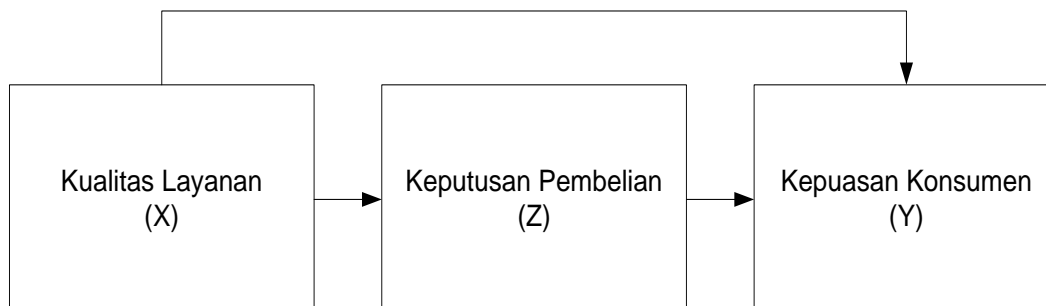 Kualitas Layanan
(X)
Keputusan Pembelian
(Z)
Kepuasan Konsumen
(Y)